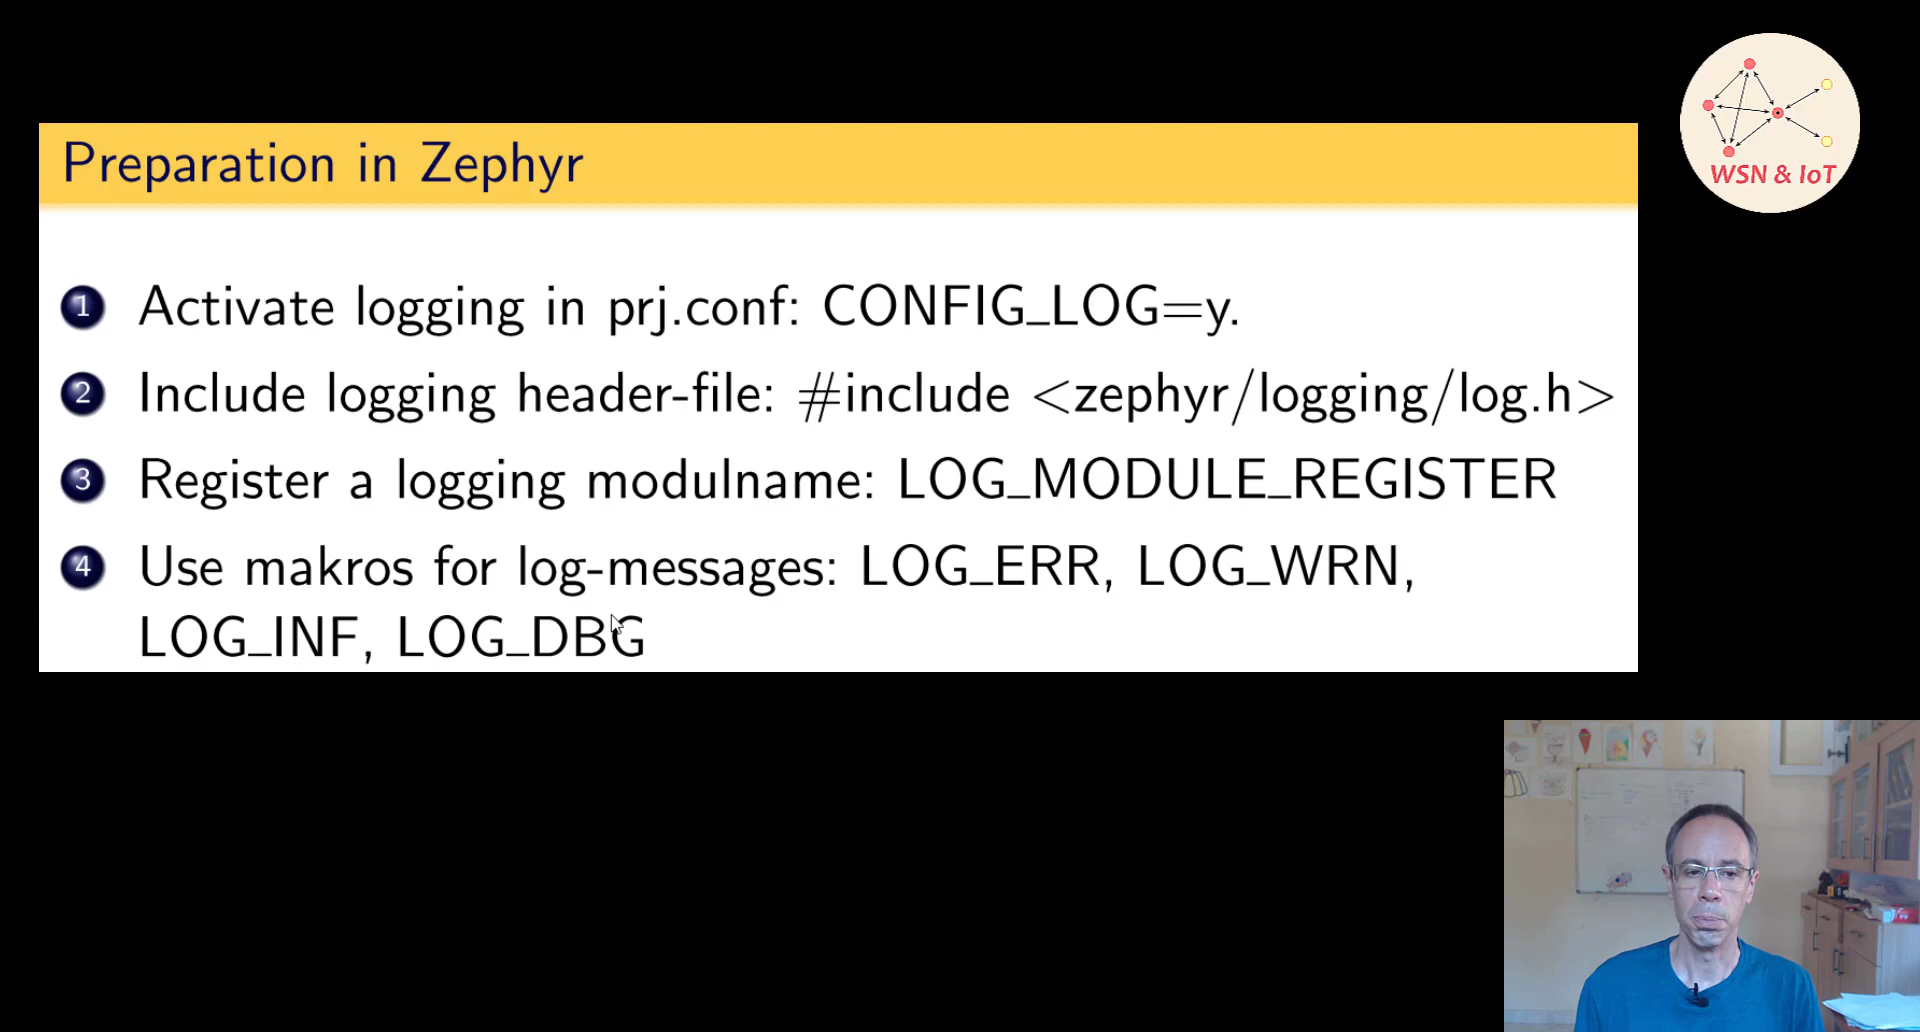 Preparation in Zephyr
1 Activate logging in prj.conf: CONFIG_LOG=y.
2 Include logging header-file: #include <zephyr/logging/log.h>
3 Register a logging modulname: LOG_MODULE_REGISTER
4 Use makros for log-messages: LOG_ERR, LOG_WRN,
LOG_INF, LOG_DBG
WSN & IoT